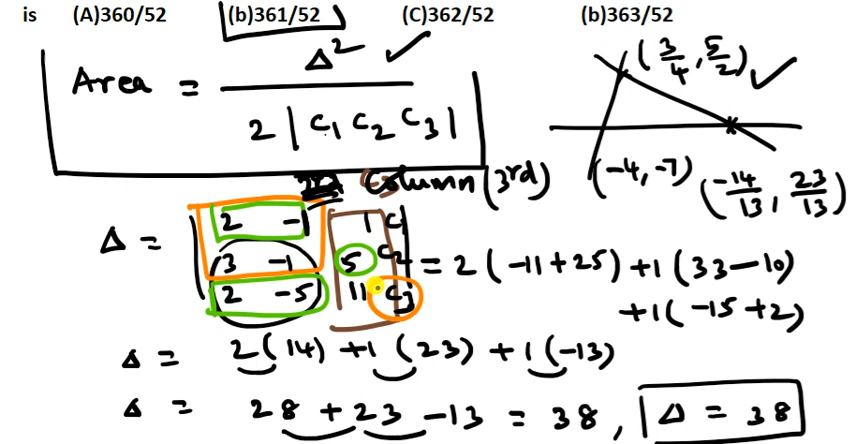 is (A)360/52 (b)361/52 (C)362/52 (b)363/52
Area = Δ² / 2 | C₁ C₂ C₃ | ✓
(3/4, 5/2) ✓
(-4, -7) (-14/13, 23/13)
Column (3rd)
Δ = | 2 -1 1 C₁ |
| 3 -1 5 C₂ | = 2 (-11+25) +1 (33-10)
| 2 -5 11 C₃ | +1(-15+2)
Δ = 2(14) +1(23) +1(-13)
Δ = 28 + 23 -13 = 38, Δ = 38